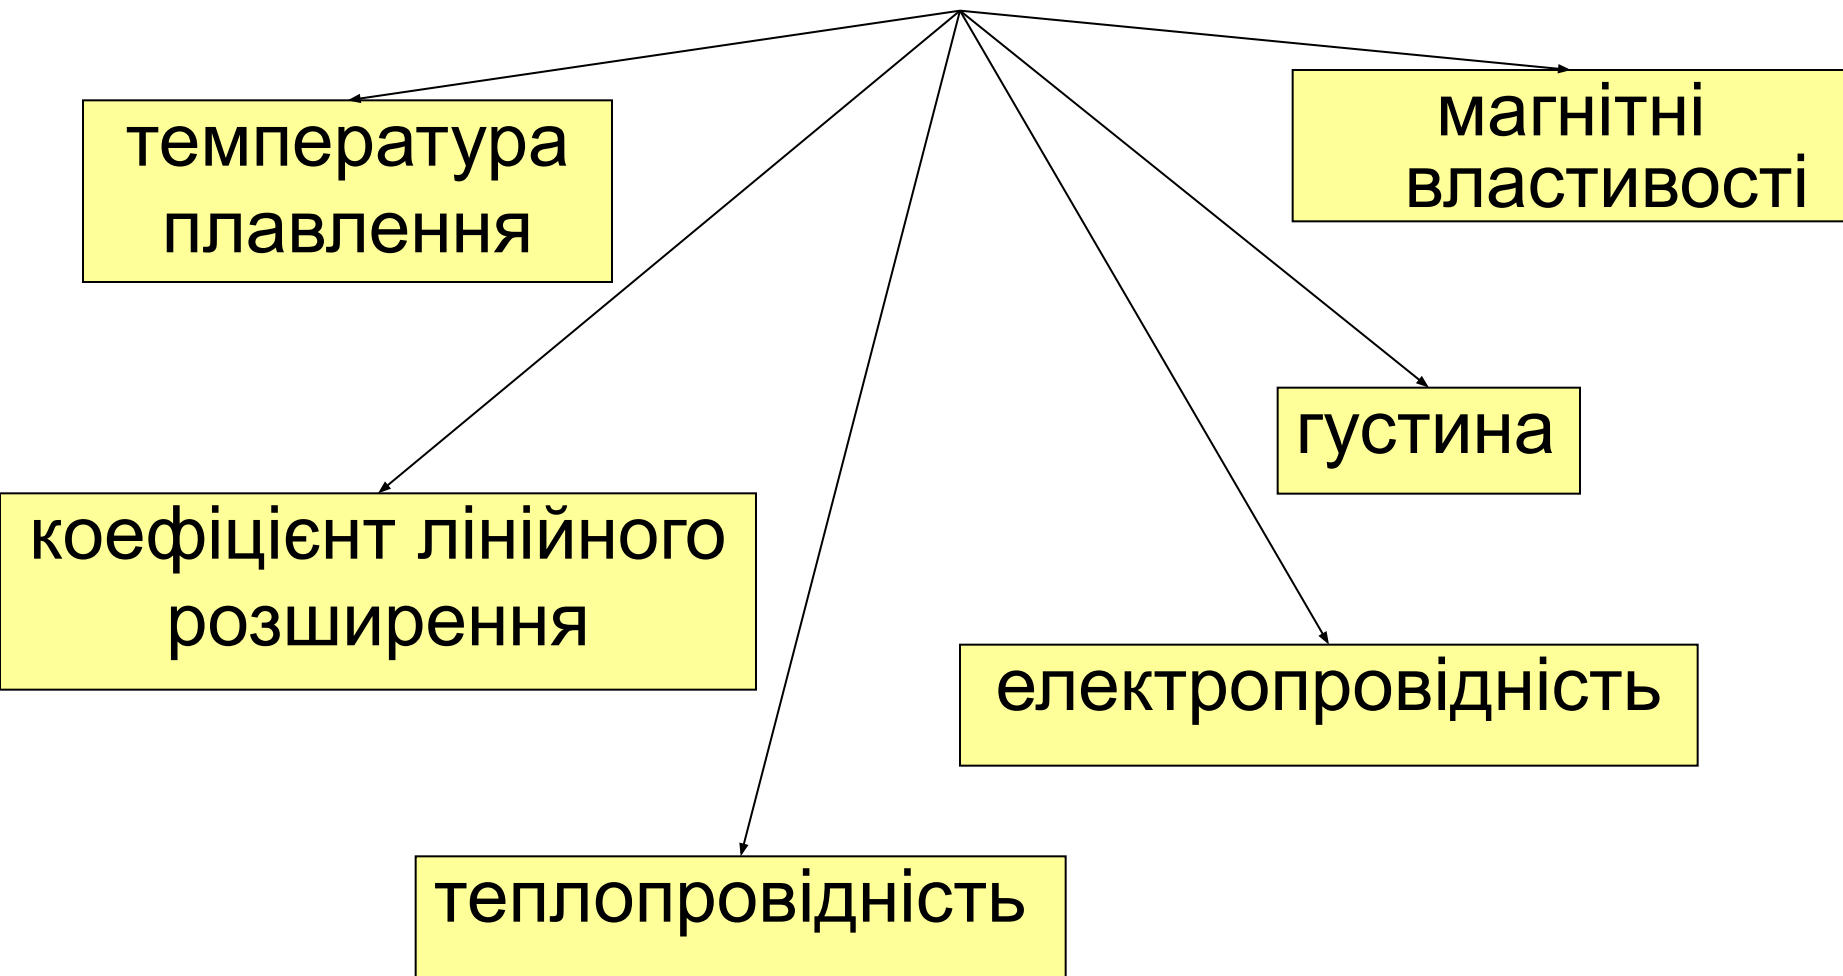 температура
плавлення
магнітні
властивості
густина
коефіцієнт лінійного
розширення
електропровідність
теплопровідність